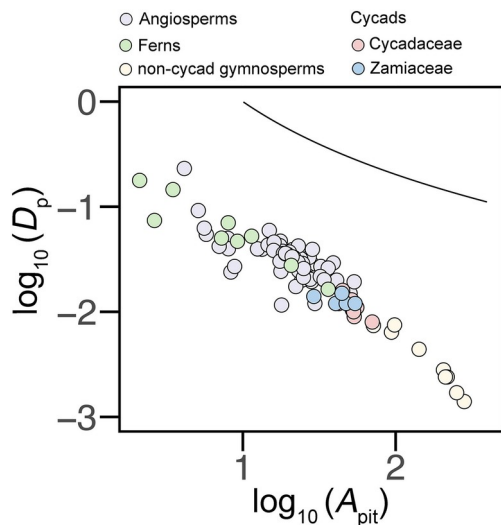 Angiosperms
Ferns
non-cycad gymnosperms
Cycads
Cycadaceae
Zamiaceae
log10 (Dp)
0
−1
−2
−3
1
2
log10 (Apit)